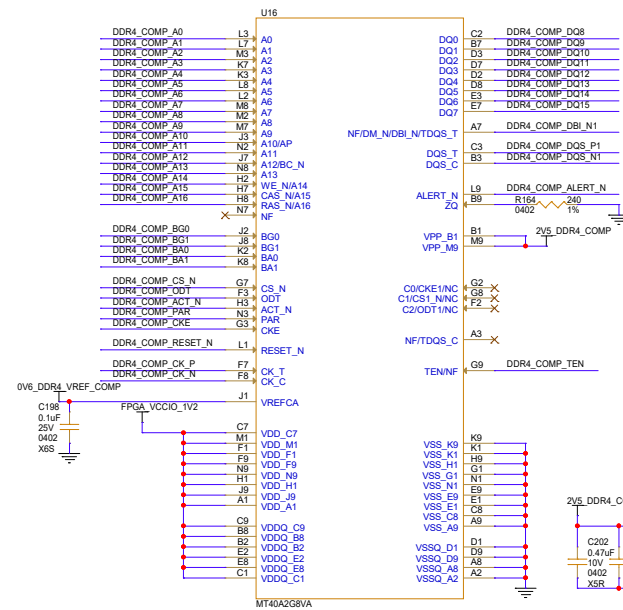 U16
DDR4_COMP_A0 L3 A0
DDR4_COMP_A1 L7 A1
DDR4_COMP_A2 M3 A2
DDR4_COMP_A3 K7 A3
DDR4_COMP_A4 K3 A4
DDR4_COMP_A5 L8 A5
DDR4_COMP_A6 L2 A6
DDR4_COMP_A7 M8 A7
DDR4_COMP_A8 M2 A8
DDR4_COMP_A9 M7 A9
DDR4_COMP_A10 J3 A10/AP
DDR4_COMP_A11 N2 A11
DDR4_COMP_A12 J7 A12/BC_N
DDR4_COMP_A13 N8 A13
DDR4_COMP_A14 H2 WE_N/A14
DDR4_COMP_A15 H7 CAS_N/A15
DDR4_COMP_A16 H8 RAS_N/A16
N7 NF
DDR4_COMP_BG0 J2 BG0
DDR4_COMP_BG1 J8 BG1
DDR4_COMP_BA0 K2 BA0
DDR4_COMP_BA1 K8 BA1
DDR4_COMP_CS_N G7 CS_N
DDR4_COMP_ODT F3 ODT
DDR4_COMP_ACT_N H3 ACT_N
DDR4_COMP_PAR N3 PAR
DDR4_COMP_CKE G3 CKE
DDR4_COMP_RESET_N L1 RESET_N
DDR4_COMP_CK_P F7 CK_T
DDR4_COMP_CK_N F8 CK_C
0V6_DDR4_VREF_COMP J1 VREFCA
C198
0.1uF
25V
0402
X6S
FPGA_VCCIO_1V2
C7 VDD_C7
M1 VDD_M1
F1 VDD_F1
F9 VDD_F9
N9 VDD_N9
H1 VDD_H1
J9 VDD_J9
A1 VDD_A1
C9 VDDQ_C9
B8 VDDQ_B8
B2 VDDQ_B2
E2 VDDQ_E2
E8 VDDQ_E8
C1 VDDQ_C1
DQ0 C2 DDR4_COMP_DQ8
DQ1 B7 DDR4_COMP_DQ9
DQ2 D3 DDR4_COMP_DQ10
DQ3 D7 DDR4_COMP_DQ11
DQ4 D2 DDR4_COMP_DQ12
DQ5 D8 DDR4_COMP_DQ13
DQ6 E3 DDR4_COMP_DQ14
DQ7 E7 DDR4_COMP_DQ15
NF/DM_N/DBI_N/TDQS_T A7 DDR4_COMP_DBI_N1
DQS_T C3 DDR4_COMP_DQS_P1
DQS_C B3 DDR4_COMP_DQS_N1
ALERT_N L9 DDR4_COMP_ALERT_N
ZQ B9 R164 240
0402 1%
VPP_B1 B1 2V5_DDR4_COMP
VPP_M9 M9
C0/CKE1/NC G2
C1/CS1_N/NC G8
C2/ODT1/NC F2
NF/TDQS_C A3
TEN/NF G9 DDR4_COMP_TEN
VSS_K9 K9
VSS_K1 K1
VSS_H9 H9
VSS_G1 G1
VSS_N1 N1
VSS_E9 E9
VSS_E1 E1
VSS_C8 C8
VSS_A9 A9
VSSQ_D1 D1
VSSQ_D9 D9
VSSQ_A8 A8
VSSQ_A2 A2
2V5_DDR4_C
C202
0.47uF
10V
0402
X5R
MT40A2G8VA